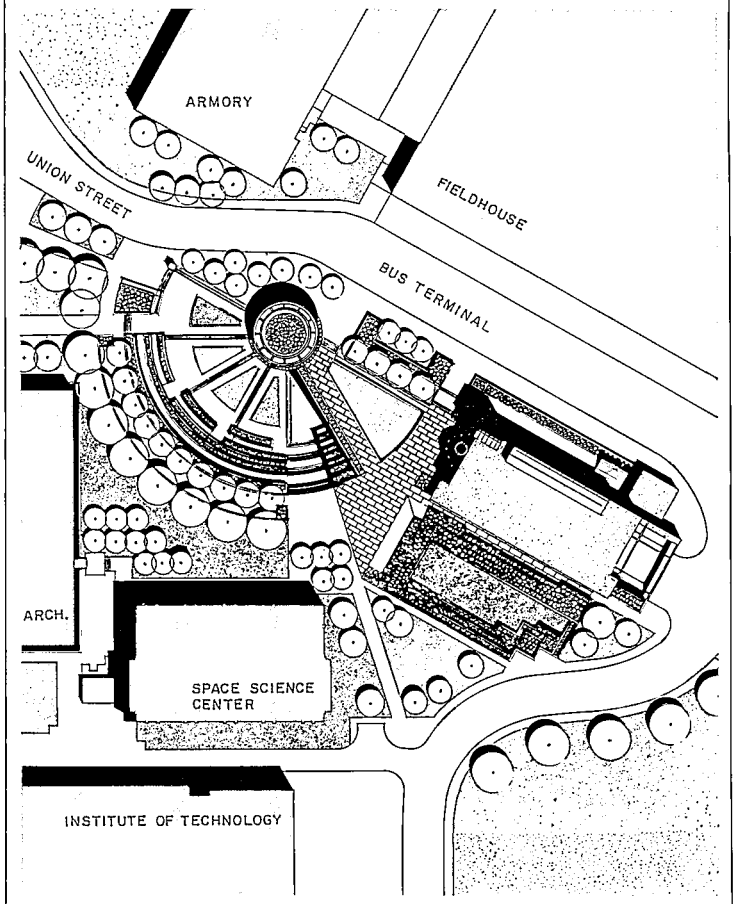 ARMORY
UNION STREET
FIELDHOUSE
BUS TERMINAL
ARCH.
SPACE SCIENCE
CENTER
INSTITUTE OF TECHNOLOGY